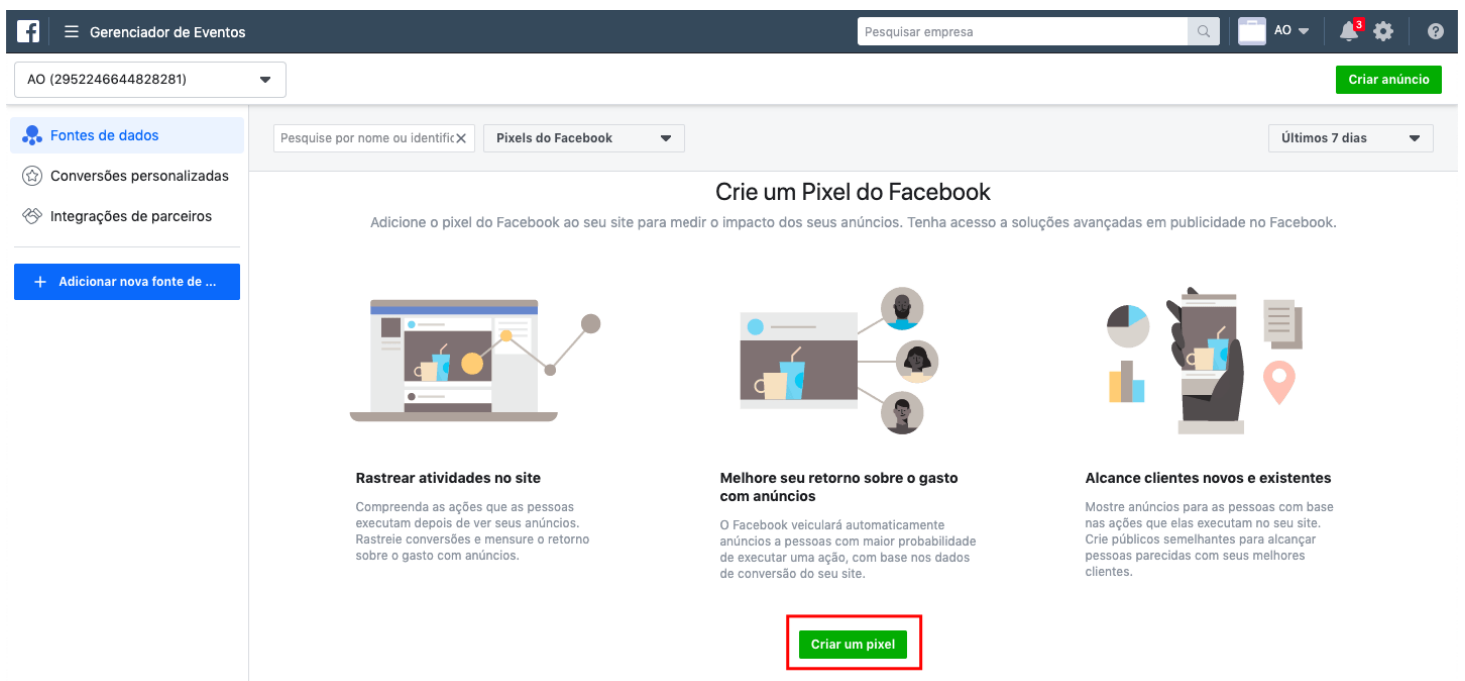 Gerenciador de Eventos
Pesquisar empresa
AO
3
AO (2952246644828281)
Criar anúncio
Fontes de dados
Conversões personalizadas
Integrações de parceiros
+ Adicionar nova fonte de ...
Pesquise por nome ou identific
Pixels do Facebook
Últimos 7 dias
Crie um Pixel do Facebook
Adicione o pixel do Facebook ao seu site para medir o impacto dos seus anúncios. Tenha acesso a soluções avançadas em publicidade no Facebook.
Rastrear atividades no site
Compreenda as ações que as pessoas
executam depois de ver seus anúncios.
Rastreie conversões e mensure o retorno
sobre o gasto com anúncios.
Melhore seu retorno sobre o gasto
com anúncios
O Facebook veiculará automaticamente
anúncios a pessoas com maior probabilidade
de executar uma ação, com base nos dados
de conversão do seu site.
Alcance clientes novos e existentes
Mostre anúncios para as pessoas com base
nas ações que elas executam no seu site.
Crie públicos semelhantes para alcançar
pessoas parecidas com seus melhores
clientes.
Criar um pixel